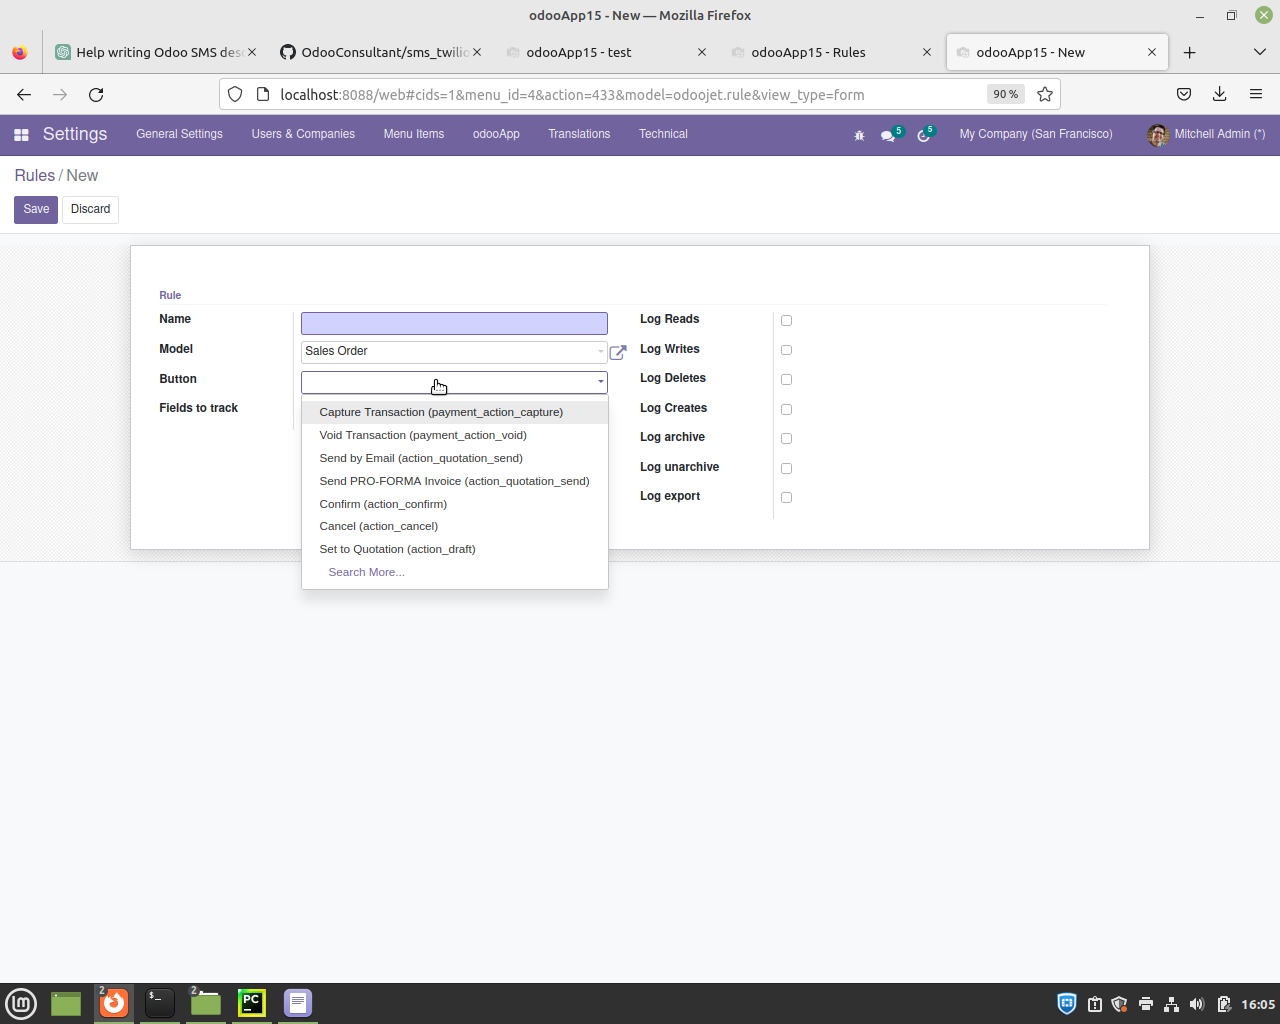 odooApp15 - New — Mozilla Firefox
Help writing Odoo SMS des
OdooConsultant/sms_twilio
odooApp15 - test
odooApp15 - Rules
odooApp15 - New
localhost:8088/web#cids=1&menu_id=4&action=433&model=odoojet.rule&view_type=form
90 %
Settings
General Settings
Users & Companies
Menu Items
odooApp
Translations
Technical
5
5
My Company (San Francisco)
Mitchell Admin (*)
Rules / New
Save
Discard
Rule
Name
Log Reads
Model
Sales Order
Log Writes
Button
Log Deletes
Fields to track
Log Creates
Capture Transaction (payment_action_capture)
Void Transaction (payment_action_void)
Log archive
Send by Email (action_quotation_send)
Log unarchive
Send PRO-FORMA Invoice (action_quotation_send)
Log export
Confirm (action_confirm)
Cancel (action_cancel)
Set to Quotation (action_draft)
Search More...
2
$_
2
PC
16:05